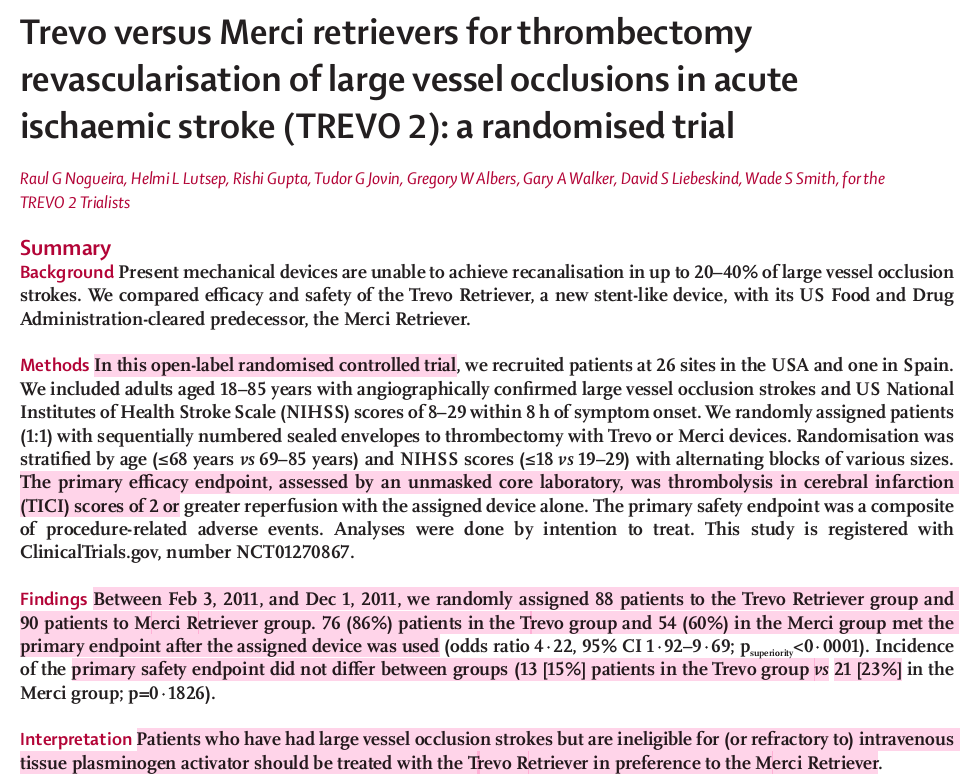 Trevo versus Merci retrievers for thrombectomy
revascularisation of large vessel occlusions in acute
ischaemic stroke (TREVO 2): a randomised trial
Raul G Nogueira, Helmi L Lutsep, Rishi Gupta, Tudor G Jovin, Gregory W Albers, Gary A Walker, David S Liebeskind, Wade S Smith, for the
TREVO 2 Trialists
Summary
Background Present mechanical devices are unable to achieve recanalisation in up to 20–40% of large vessel occlusion
strokes. We compared efficacy and safety of the Trevo Retriever, a new stent-like device, with its US Food and Drug
Administration-cleared predecessor, the Merci Retriever.
Methods In this open-label randomised controlled trial, we recruited patients at 26 sites in the USA and one in Spain.
We included adults aged 18–85 years with angiographically confirmed large vessel occlusion strokes and US National
Institutes of Health Stroke Scale (NIHSS) scores of 8–29 within 8 h of symptom onset. We randomly assigned patients
(1:1) with sequentially numbered sealed envelopes to thrombectomy with Trevo or Merci devices. Randomisation was
stratified by age (≤68 years vs 69–85 years) and NIHSS scores (≤18 vs 19–29) with alternating blocks of various sizes.
The primary efficacy endpoint, assessed by an unmasked core laboratory, was thrombolysis in cerebral infarction
(TICI) scores of 2 or greater reperfusion with the assigned device alone. The primary safety endpoint was a composite
of procedure-related adverse events. Analyses were done by intention to treat. This study is registered with
ClinicalTrials.gov, number NCT01270867.
Findings Between Feb 3, 2011, and Dec 1, 2011, we randomly assigned 88 patients to the Trevo Retriever group and
90 patients to Merci Retriever group. 76 (86%) patients in the Trevo group and 54 (60%) in the Merci group met the
primary endpoint after the assigned device was used (odds ratio 4·22, 95% CI 1·92–9·69; psuperiority<0·0001). Incidence
of the primary safety endpoint did not differ between groups (13 [15%] patients in the Trevo group vs 21 [23%] in the
Merci group; p=0·1826).
Interpretation Patients who have had large vessel occlusion strokes but are ineligible for (or refractory to) intravenous
tissue plasminogen activator should be treated with the Trevo Retriever in preference to the Merci Retriever.